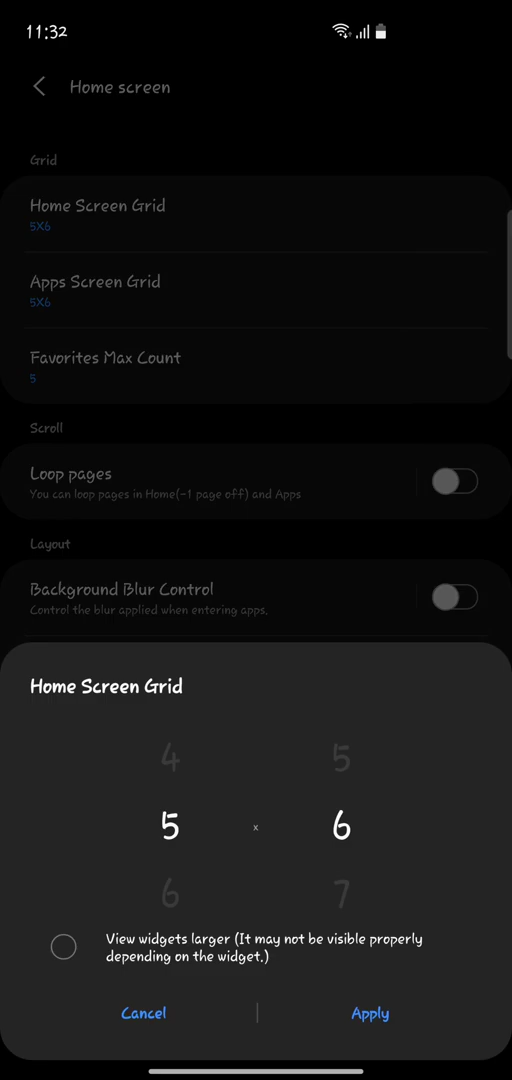 11:32
Home screen
Grid
Home Screen Grid
5X6
Apps Screen Grid
5X6
Favorites Max Count
5
Scroll
Loop pages
You can loop pages in Home(-1 page off) and Apps
Layout
Background Blur Control
Control the blur applied when entering apps.
Home Screen Grid
4 5
5 x 6
6 7
View widgets larger (It may not be visible properly
depending on the widget.)
Cancel | Apply